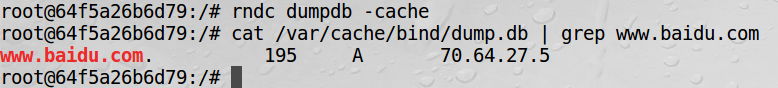 root@64f5a26b6d79:/# rndc dumpdb -cache
root@64f5a26b6d79:/# cat /var/cache/bind/dump.db | grep www.baidu.com
www.baidu.com. 195 A 70.64.27.5
root@64f5a26b6d79:/#